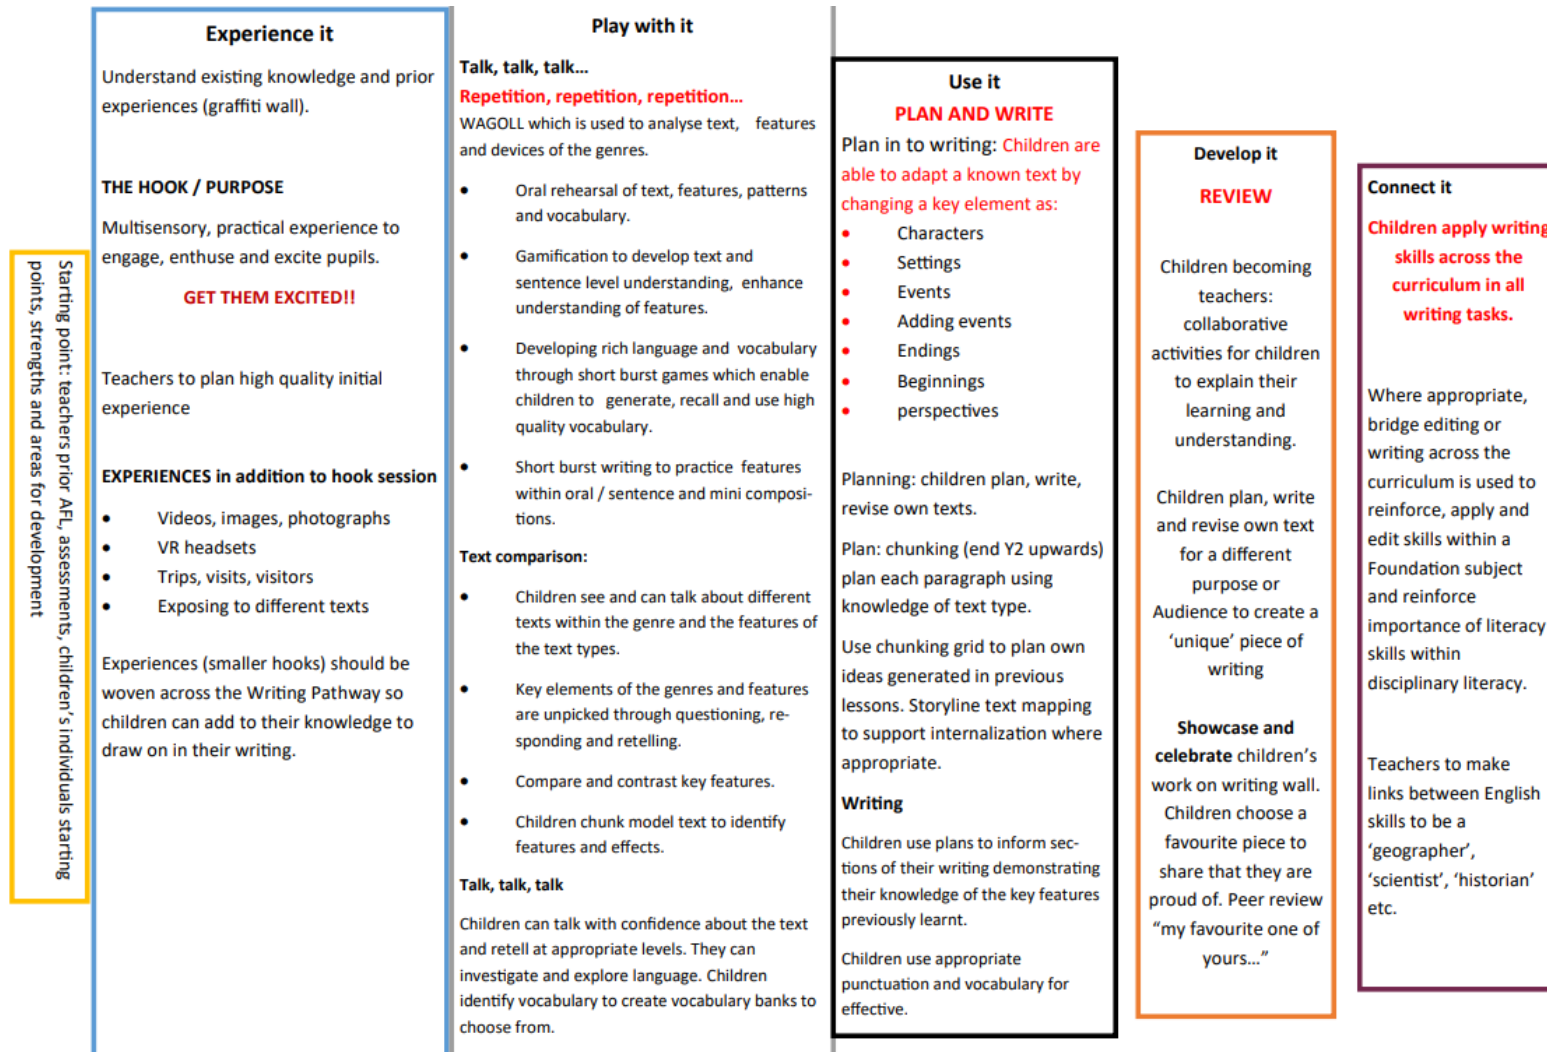 Starting point: teachers prior AFL, assessments, children's individuals starting
points, strengths and areas for development
Experience it
Understand existing knowledge and prior
experiences (graffiti wall).
THE HOOK / PURPOSE
Multisensory, practical experience to
engage, enthuse and excite pupils.
GET THEM EXCITED!!
Teachers to plan high quality initial
experience
EXPERIENCES in addition to hook session
• Videos, images, photographs
• VR headsets
• Trips, visits, visitors
• Exposing to different texts
Experiences (smaller hooks) should be
woven across the Writing Pathway so
children can add to their knowledge to
draw on in their writing.
Play with it
Talk, talk, talk…
Repetition, repetition, repetition…
WAGOLL which is used to analyse text, features
and devices of the genres.
• Oral rehearsal of text, features, patterns
and vocabulary.
• Gamification to develop text and
sentence level understanding, enhance
understanding of features.
• Developing rich language and vocabulary
through short burst games which enable
children to generate, recall and use high
quality vocabulary.
• Short burst writing to practice features
within oral / sentence and mini composi-
tions.
Text comparison:
• Children see and can talk about different
texts within the genre and the features of
the text types.
• Key elements of the genres and features
are unpicked through questioning, re-
sponding and retelling.
• Compare and contrast key features.
• Children chunk model text to identify
features and effects.
Talk, talk, talk
Children can talk with confidence about the text
and retell at appropriate levels. They can
investigate and explore language. Children
identify vocabulary to create vocabulary banks to
choose from.
Use it
PLAN AND WRITE
Plan in to writing: Children are
able to adapt a known text by
changing a key element as:
• Characters
• Settings
• Events
• Adding events
• Endings
• Beginnings
• perspectives
Planning: children plan, write,
revise own texts.
Plan: chunking (end Y2 upwards)
plan each paragraph using
knowledge of text type.
Use chunking grid to plan own
ideas generated in previous
lessons. Storyline text mapping
to support internalization where
appropriate.
Writing
Children use plans to inform sec-
tions of their writing demonstrating
their knowledge of the key features
previously learnt.
Children use appropriate
punctuation and vocabulary for
effective.
Develop it
REVIEW
Children becoming
teachers:
collaborative
activities for children
to explain their
learning and
understanding.
Children plan, write
and revise own text
for a different
purpose or
Audience to create a
‘unique’ piece of
writing
Showcase and
celebrate children’s
work on writing wall.
Children choose a
favourite piece to
share that they are
proud of. Peer review
“my favourite one of
yours…”
Connect it
Children apply writing
skills across the
curriculum in all
writing tasks.
Where appropriate,
bridge editing or
writing across the
curriculum is used to
reinforce, apply and
edit skills within a
Foundation subject
and reinforce
importance of literacy
skills within
disciplinary literacy.
Teachers to make
links between English
skills to be a
‘geographer’,
‘scientist’, ‘historian’
etc.